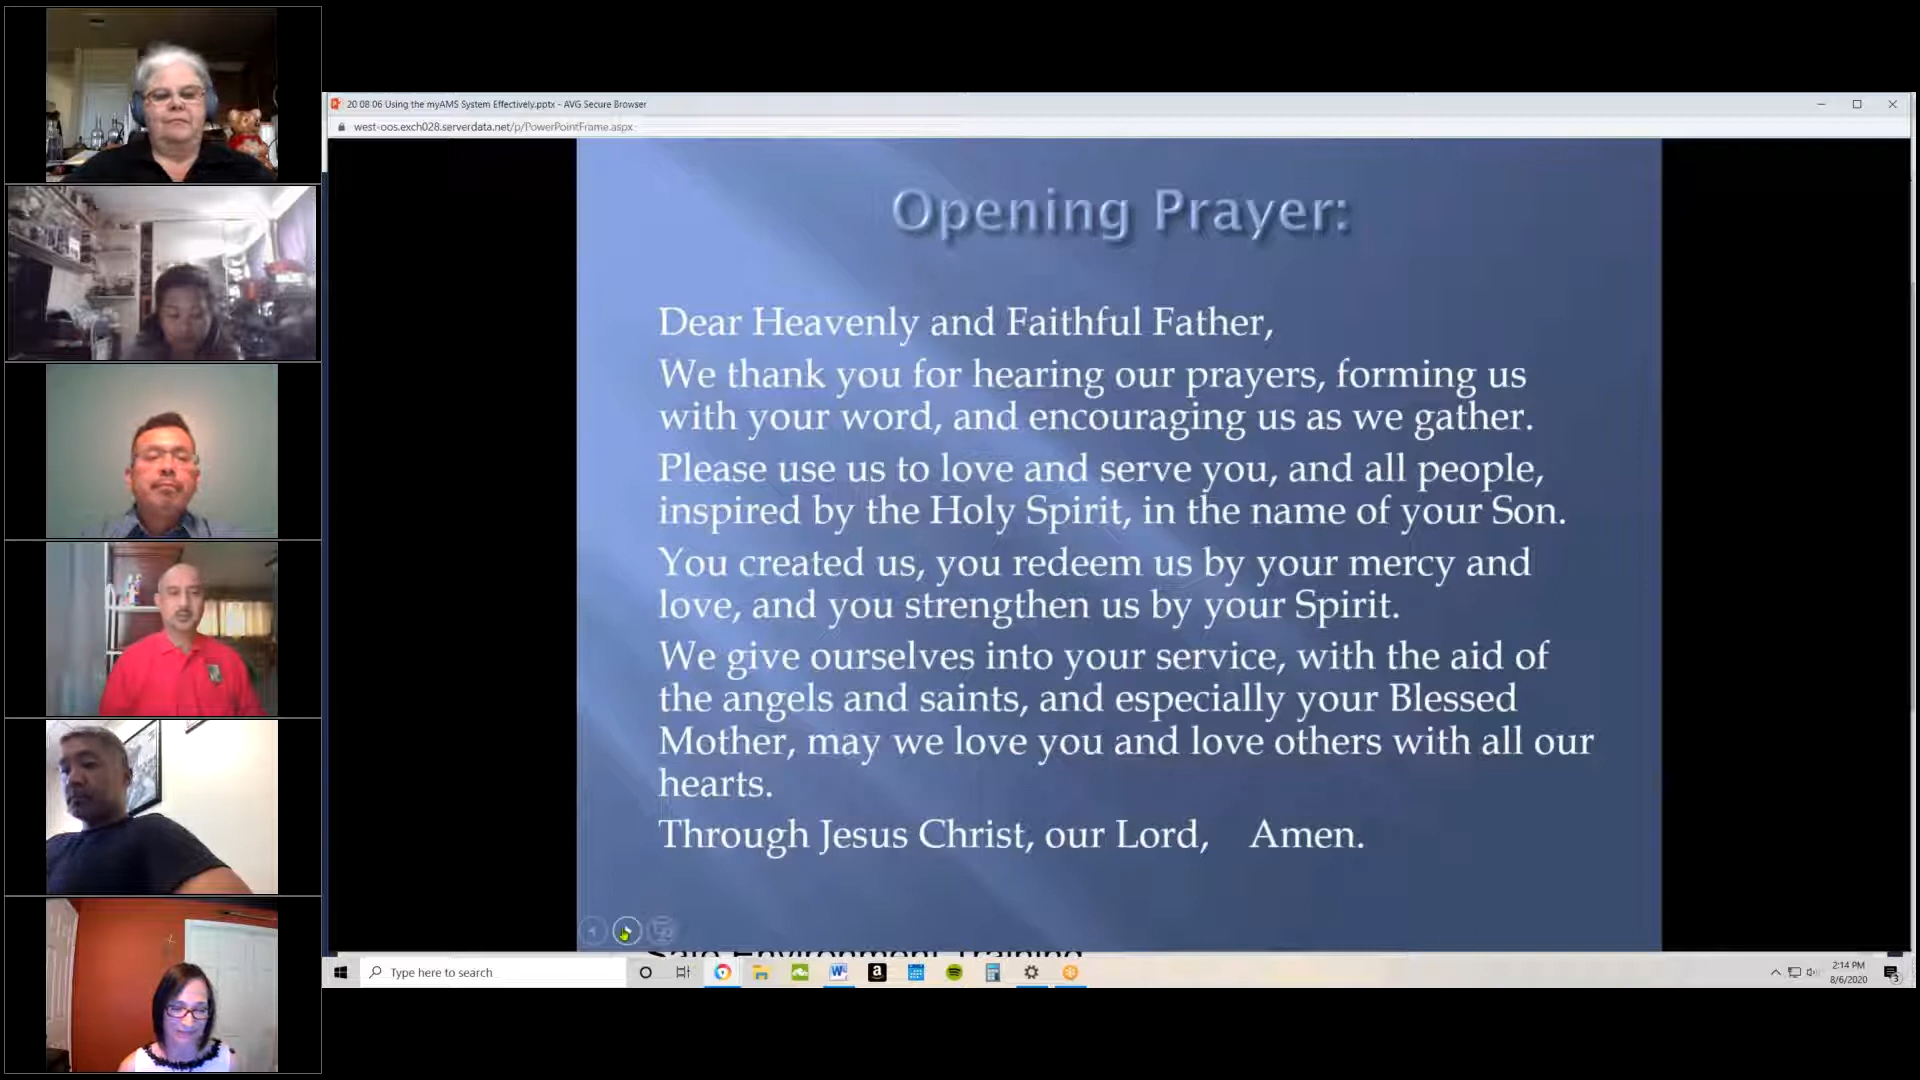 20 08 06 Using the myAMS System Effectively.pptx - AVG Secure Browser
west-oos.exch028.serverdata.net/p/PowerPointFrame.aspx
Opening Prayer:
Dear Heavenly and Faithful Father,
We thank you for hearing our prayers, forming us
with your word, and encouraging us as we gather.
Please use us to love and serve you, and all people,
inspired by the Holy Spirit, in the name of your Son.
You created us, you redeem us by your mercy and
love, and you strengthen us by your Spirit.
We give ourselves into your service, with the aid of
the angels and saints, and especially your Blessed
Mother, may we love you and love others with all our
hearts.
Through Jesus Christ, our Lord, Amen.
Safe Environment Training
Type here to search
2:14 PM
8/6/2020